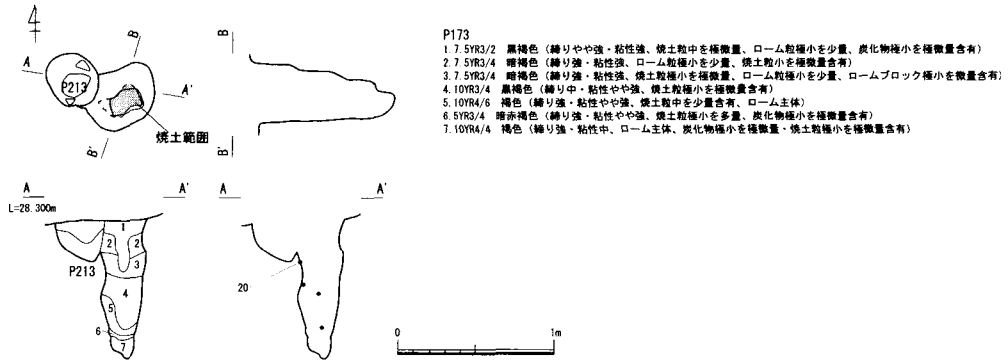 4
A
B
P213
A'
B'
焼土範囲
B
B'
P173
1. 7.5YR3/2 黒褐色 (締りやや強・粘性強、焼土粒中を極微量、ローム粒極小を少量、炭化物極小を極微量含有)
2. 7.5YR3/4 暗褐色 (締り強・粘性強、ローム粒極小を少量、焼土粒極小を極微量含有)
3. 7.5YR3/4 暗褐色 (締り強・粘性強、焼土粒極小を極微量、ローム粒極小を少量、ロームブロック極小を微量含有)
4. 10YR3/4 黒褐色 (締り中・粘性やや強、焼土粒極小を極微量含有)
5. 10YR4/6 褐色 (締り強・粘性やや強、焼土粒中を少量含有、ローム主体)
6. 5YR3/4 暗赤褐色 (締り強・粘性やや強、焼土粒極小を多量、炭化物極小を極微量含有)
7. 10YR4/4 褐色 (締り強・粘性中、ローム主体、炭化物極小を極微量・焼土粒極小を極微量含有)
A
A'
L=28.300m
1
2
2
3
P213
4
5
6
7
A
A'
20
0
1m